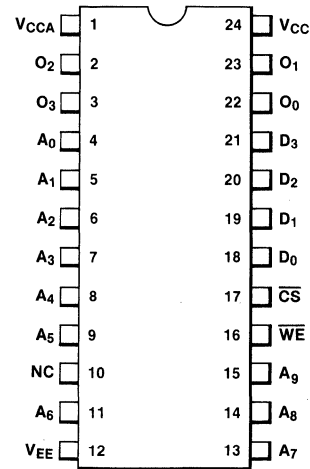 VCCA 1 24 VCC
O2 2 23 O1
O3 3 22 O0
A0 4 21 D3
A1 5 20 D2
A2 6 19 D1
A3 7 18 D0
A4 8 17 C̅S̅
A5 9 16 W̅E̅
NC 10 15 A9
A6 11 14 A8
VEE 12 13 A7